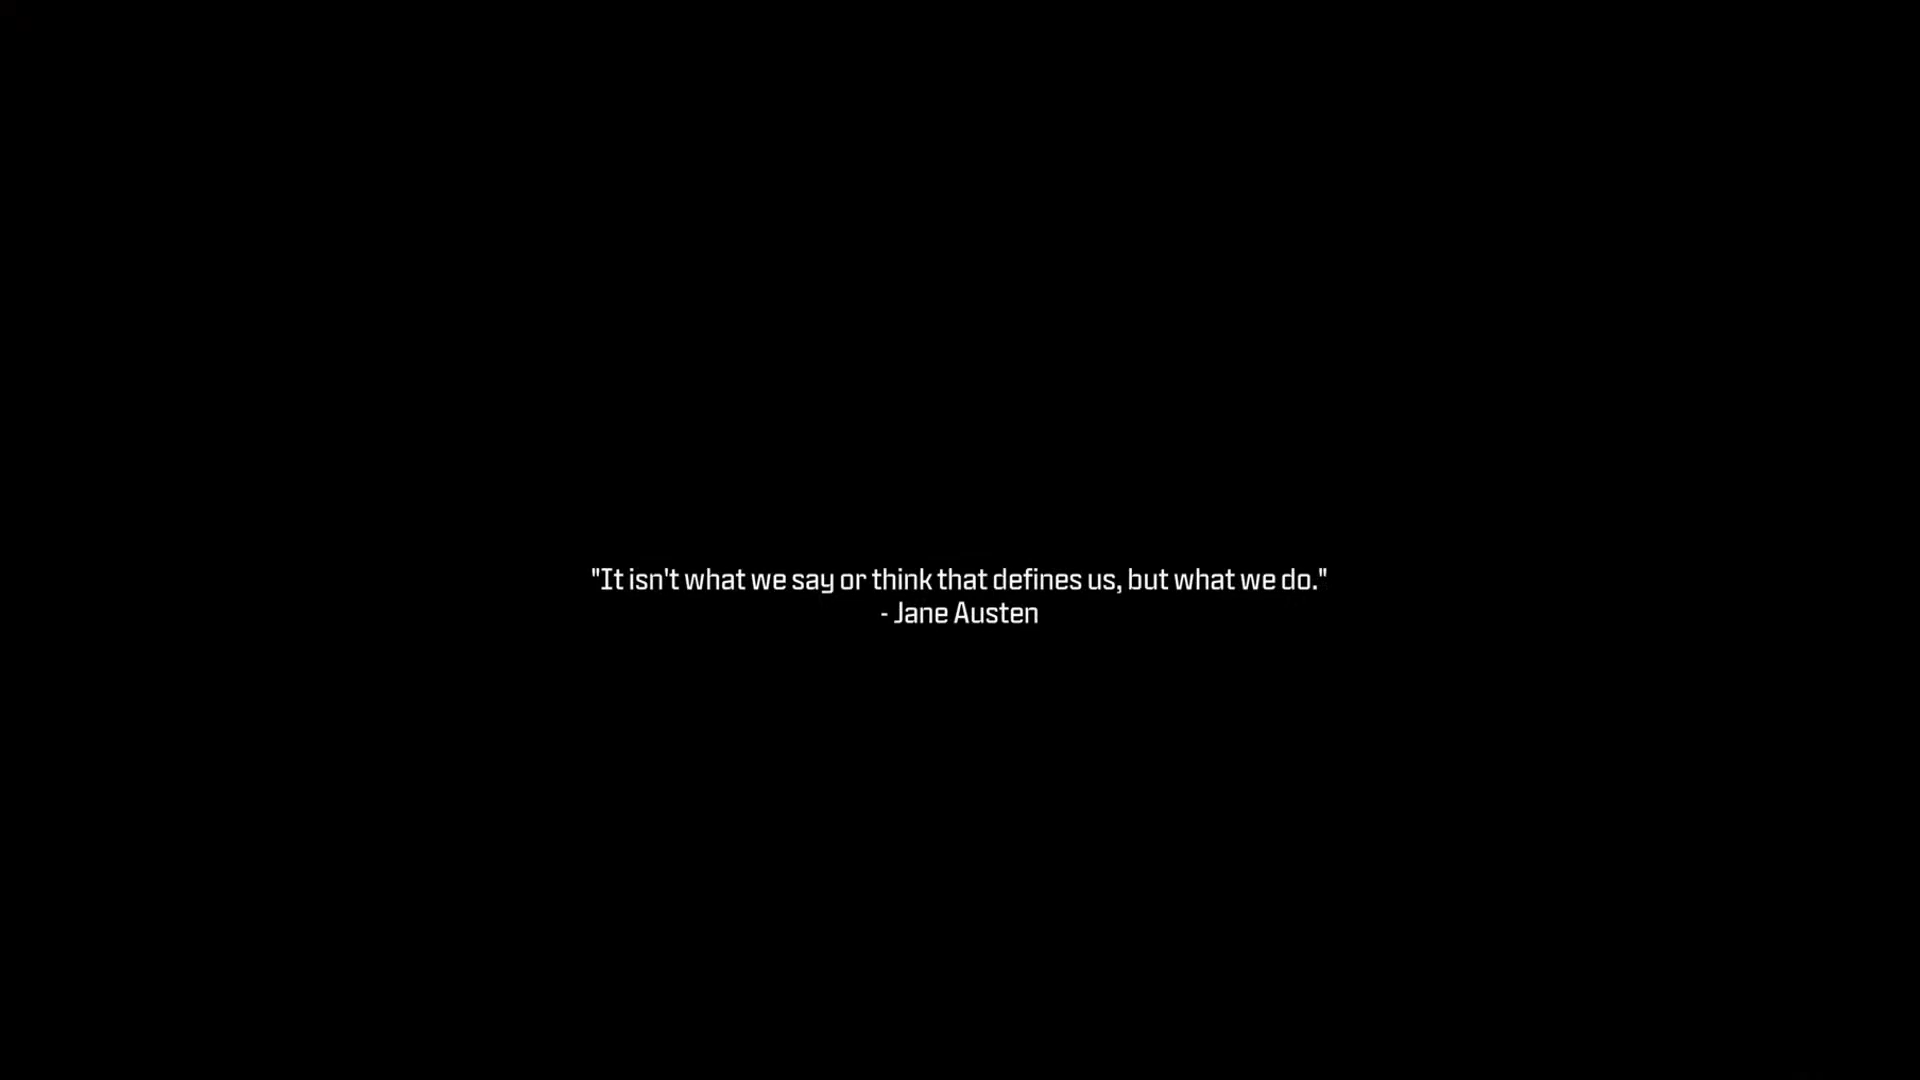 "It isn't what we say or think that defines us, but what we do."
- Jane Austen